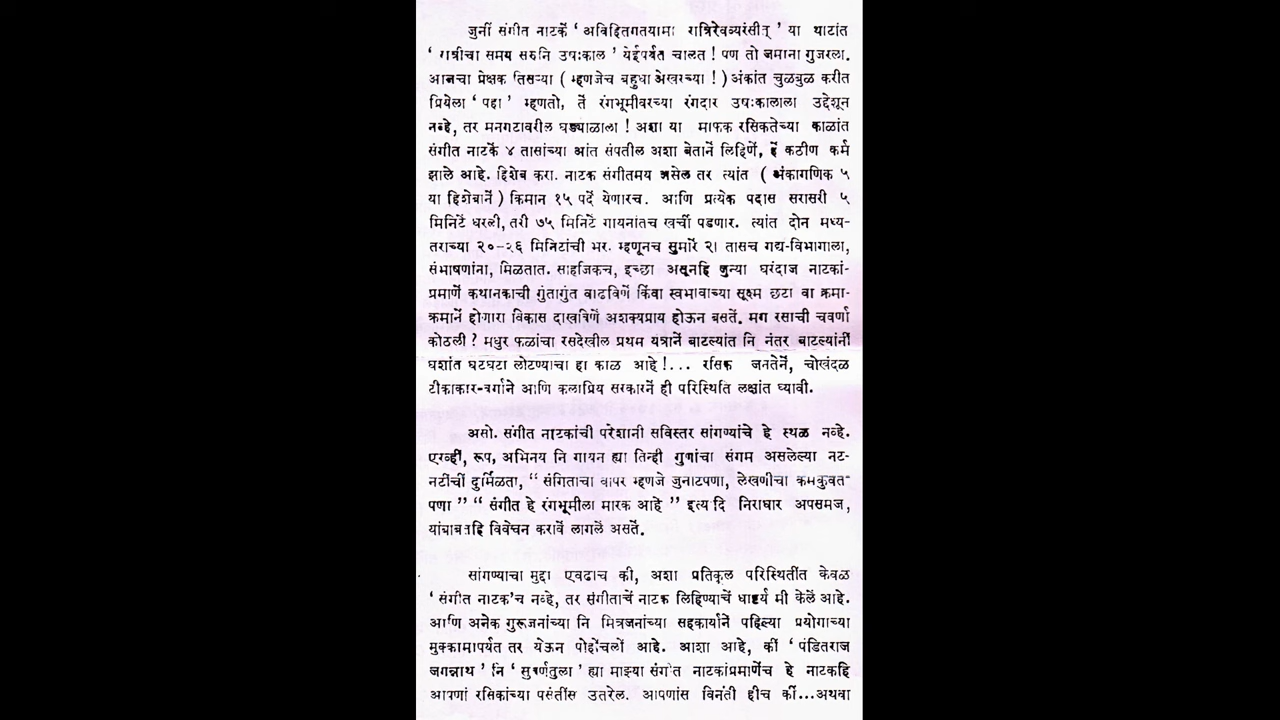 जुनीं संगीत नाटकें ‘ अविदितगतयामा रात्रिरेवव्यरंसीत् ’ या थाटांत
‘ रात्रीचा समय सरुनि उषःकाल ’ येईपर्यंत चालत ! पण तो जमाना गुजरला.
आजचा प्रेक्षक तिसऱ्या ( म्हणजेच बहुधा अखेरच्या ! ) अंकांत चुळबुळ करीत
प्रियेला ‘ पहा ’ म्हणतो, तें रंगभूमीवरच्या रंगदार उषःकालाला उद्देशून
नव्हे, तर मनगटावरील घड्याळाला ! अशा या माफक रसिकतेच्या काळांत
संगीत नाटकें ४ तासांच्या आंत संपतील अशा बेतानें लिहिणें, हें कठीण कर्म
झालें आहे. हिशेब करा. नाटक संगीतमय असेल तर त्यांत ( अंकागणिक ५
या हिशेबानें ) किमान १५ पदें येणारच. आणि प्रत्येक पदास सरासरी ५
मिनिटें धरली, तरी ७५ मिनिटें गायनांतच खर्ची पडणार. त्यांत दोन मध्य-
तराच्या २०-२६ मिनिटांची भर. म्हणूनच सुमारें २। तासच गद्य-विभागाला,
संभाषणांना, मिळतात. साहजिकच, इच्छा असूनहि जुन्या घरंदाज नाटकां-
प्रमाणें कथानकाची गुंतागुंत वाढविणें किंवा स्वभावाच्या सूक्ष्म छटा वा क्रमा-
क्रमानें होणारा विकास दाखविणें अशक्यप्राय होऊन बसतें. मग रसाची चवर्णा
कोठली ? मधुर फळांचा रसदेखील प्रथम यत्रानें बाटल्यांत नि नंतर बाटल्यांनीं
घशांत घटघटा लोटण्याचा हा काळ आहे !... रसिक जनतेनें, चोखंदळ
टीकाकार-वर्गाने आणि कलाप्रिय सरकारनें ही परिस्थिति लक्षांत घ्यावी.
असो. संगीत नाटकांची परेशानी सविस्तर सांगण्यांचे हे स्थळ नव्हे.
एरव्हीं, रूप, अभिनय नि गायन ह्या तिन्ही गुणांचा संगम असलेल्या नट-
नटींचीं दुर्मिळता, “ संगिताचा वापर म्हणजे जुनाटपणा, लेखणीचा कमकुवत-
पणा ” “ संगीत हे रंगभूमीला मारक आहे ” इत्यादि निराधार अपसमज,
यांबाबतहि विवेचन करावें लागलें असतें.
सांगण्याचा मुद्दा एवढाच की, अशा प्रतिकूल परिस्थितींत केवळ
‘ संगीत नाटक’च नव्हे, तर संगीताचें नाटक लिहिण्याचें धाडर्य मी केलें आहे.
आणि अनेक गुरूजनांच्या नि मित्रजनांच्या सहकार्यानें पहिल्या प्रयोगाच्या
मुक्कामापर्यंत तर येऊन पोहोंचलों आहे. आशा आहे, कीं ‘ पंडितराज
जगन्नाथ ’ नि ‘ सुवर्णतुला ’ ह्या माझ्या संगीत नाटकांप्रमाणेंच हे नाटकहि
आपणां रसिकांच्या पसंतींस उतरेल. आपणांस विनंती हीच कीं...अथवा